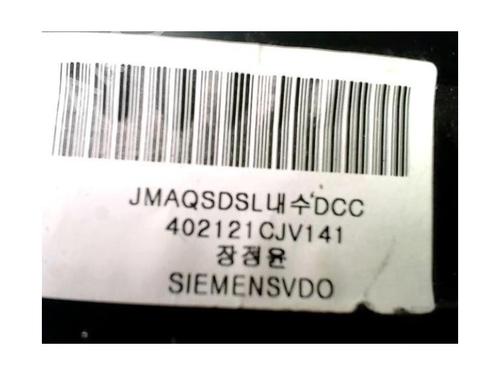 JMAQSDSL내수DCC
402121CJV141
장정윤
SIEMENSVDO